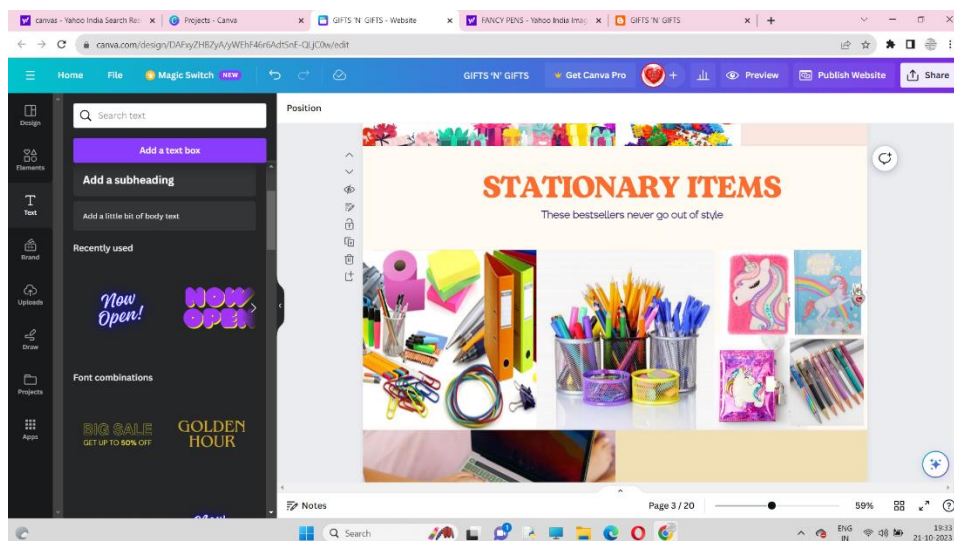 canvas - Yahoo India Search Res
Projects - Canva
GIFTS 'N' GIFTS - Website
FANCY PENS - Yahoo India Imag
GIFTS 'N' GIFTS
canva.com/design/DAFxyZHBZyA/yWEhF46r6AdtSnE-QLjC0w/edit
Home File Magic Switch NEW GIFTS 'N' GIFTS Get Canva Pro Preview Publish Website Share
Design
Elements
Text
Brand
Uploads
Draw
Projects
Apps
Search text
Add a text box
Add a subheading
Add a little bit of body text
Recently used
Now
Open!
NOW
OPEN
Font combinations
BIG SALE
GET UP TO 50% OFF
GOLDEN
HOUR
Position
STATIONARY ITEMS
These bestsellers never go out of style
Notes Page 3 / 20 59%
Search
ENG
IN
19:33
21-10-2023